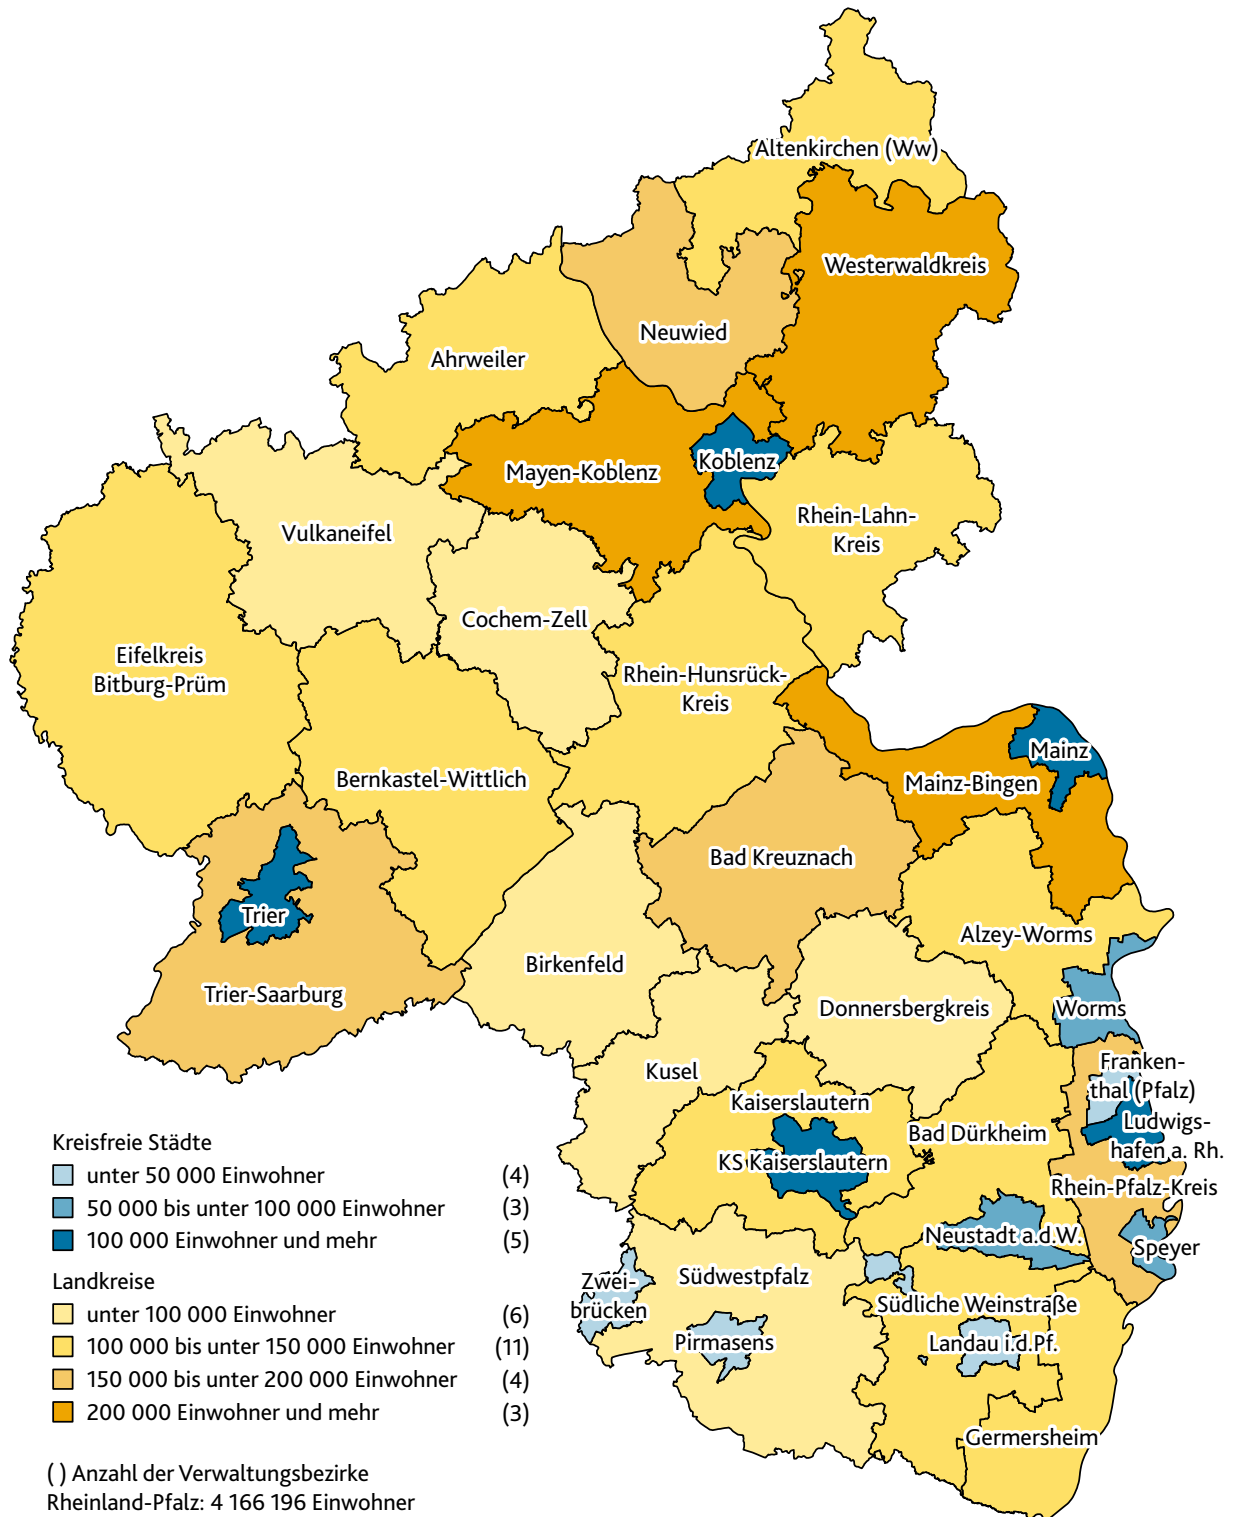 Altenkirchen (Ww)
Westerwaldkreis
Neuwied
Ahrweiler
Koblenz
Mayen-Koblenz
Rhein-Lahn-
Kreis
Vulkaneifel
Cochem-Zell
Eifelkreis
Bitburg-Prüm
Rhein-Hunsrück-
Kreis
Mainz
Bernkastel-Wittlich
Mainz-Bingen
Bad Kreuznach
Trier
Alzey-Worms
Birkenfeld
Trier-Saarburg
Donnersbergkreis
Worms
Kusel
Franken-
thal (Pfalz)
Kaiserslautern
Ludwigs-
hafen a. Rh.
Bad Dürkheim
KS Kaiserslautern
Rhein-Pfalz-Kreis
Neustadt a.d.W.
Speyer
Südwestpfalz
Zwei-
brücken
Südliche Weinstraße
Pirmasens
Landau i.d.Pf.
Germersheim
Kreisfreie Städte
unter 50 000 Einwohner (4)
50 000 bis unter 100 000 Einwohner (3)
100 000 Einwohner und mehr (5)
Landkreise
unter 100 000 Einwohner (6)
100 000 bis unter 150 000 Einwohner (11)
150 000 bis unter 200 000 Einwohner (4)
200 000 Einwohner und mehr (3)
( ) Anzahl der Verwaltungsbezirke
Rheinland-Pfalz: 4 166 196 Einwohner